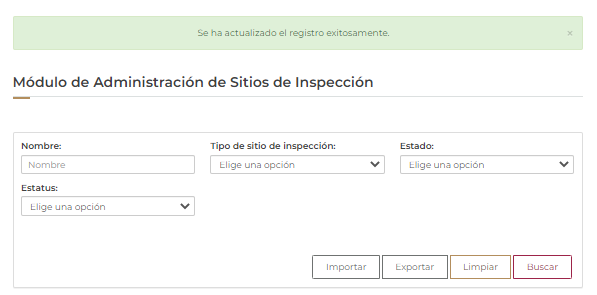 Se ha actualizado el registro exitosamente. ×
Módulo de Administración de Sitios de Inspección
Nombre: Tipo de sitio de inspección: Estado:
Nombre Elige una opción Elige una opción
Estatus:
Elige una opción
Importar Exportar Limpiar Buscar